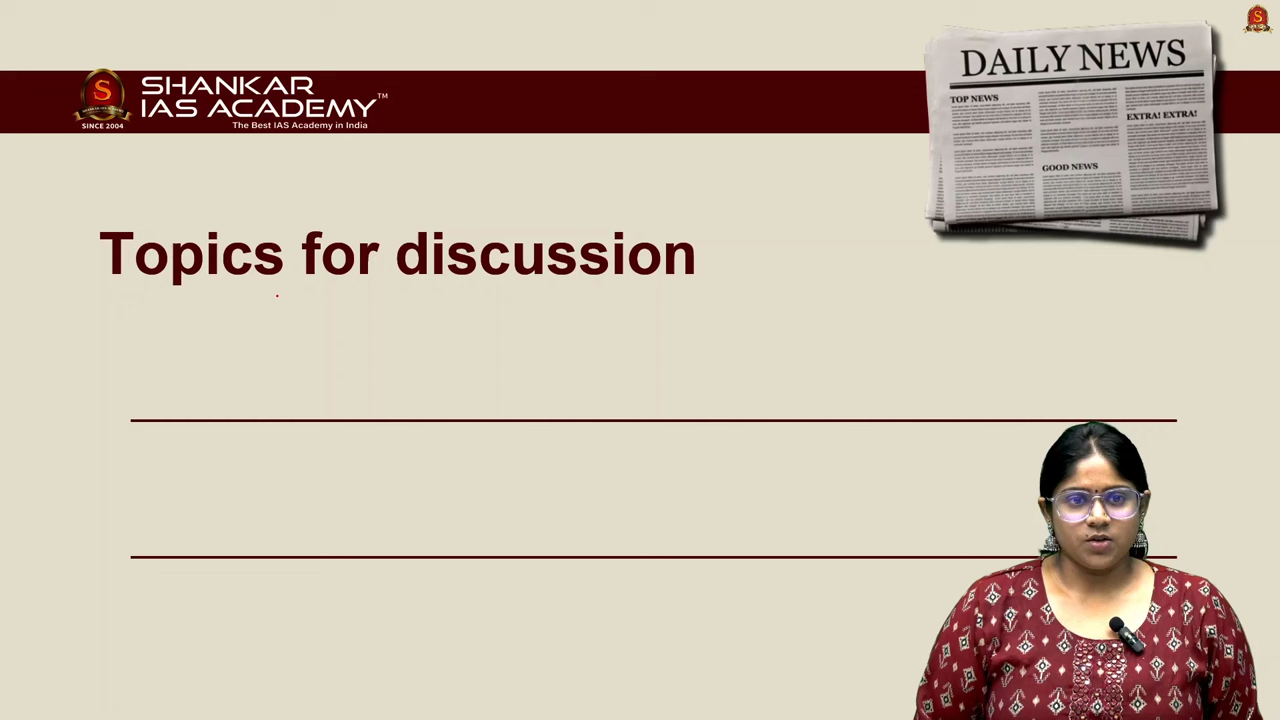 SHANKAR
IAS ACADEMY™
The Best IAS Academy in India
S
SINCE 2004
DAILY NEWS
TOP NEWS
EXTRA! EXTRA!
GOOD NEWS
S
Topics for discussion